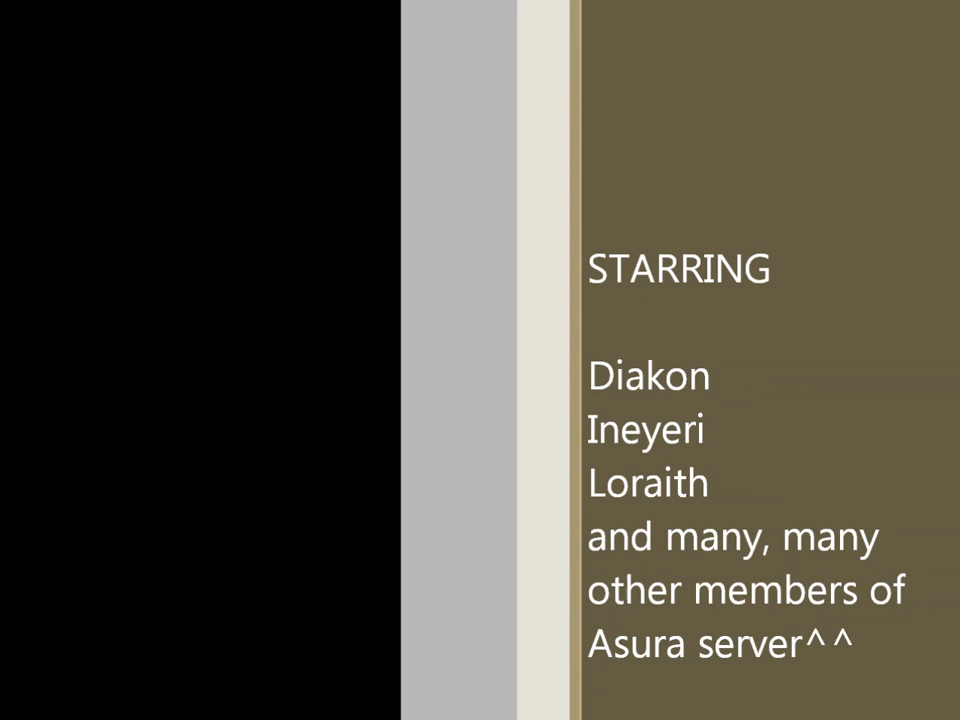 STARRING
Diakon
Ineyeri
Loraith
and many, many
other members of
Asura server^^